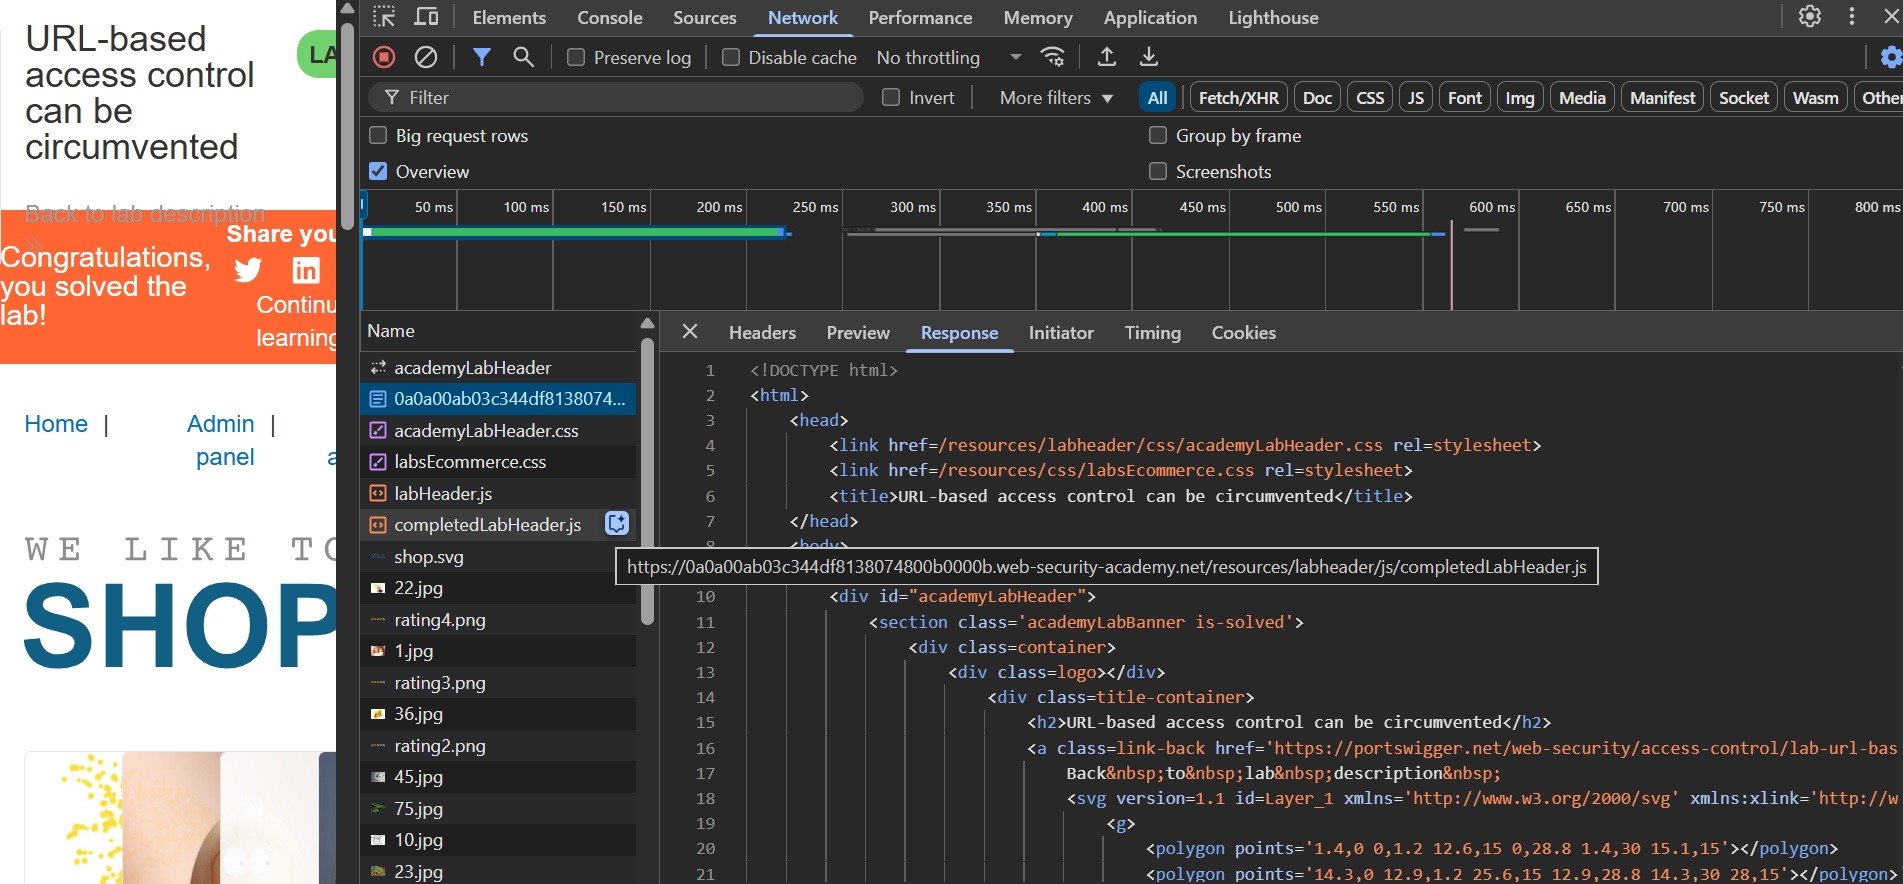 URL-based
access control
can be
circumvented
LA
Back to lab description
Congratulations,
you solved the
lab!
Share you
Continu
learning
Home |
Admin |
panel
a
WE LIKE TO
SHOP
Elements Console Sources Network Performance Memory Application Lighthouse
Preserve log Disable cache No throttling
Filter Invert More filters All Fetch/XHR Doc CSS JS Font Img Media Manifest Socket Wasm Other
Big request rows Group by frame
Overview Screenshots
50 ms 100 ms 150 ms 200 ms 250 ms 300 ms 350 ms 400 ms 450 ms 500 ms 550 ms 600 ms 650 ms 700 ms 750 ms 800 ms
Name
academyLabHeader
0a0a00ab03c344df8138074...
academyLabHeader.css
labsEcommerce.css
labHeader.js
completedLabHeader.js
shop.svg
22.jpg
rating4.png
1.jpg
rating3.png
36.jpg
rating2.png
45.jpg
75.jpg
10.jpg
23.jpg
Headers Preview Response Initiator Timing Cookies
1 <!DOCTYPE html>
2 <html>
3 <head>
4 <link href=/resources/labheader/css/academyLabHeader.css rel=stylesheet>
5 <link href=/resources/css/labsEcommerce.css rel=stylesheet>
6 <title>URL-based access control can be circumvented</title>
7 </head>
8 <body>
https://0a0a00ab03c344df8138074800b0000b.web-security-academy.net/resources/labheader/js/completedLabHeader.js
10 <div id="academyLabHeader">
11 <section class='academyLabBanner is-solved'>
12 <div class=container>
13 <div class=logo></div>
14 <div class=title-container>
15 <h2>URL-based access control can be circumvented</h2>
16 <a class=link-back href='https://portswigger.net/web-security/access-control/lab-url-bas
17 Back&nbsp;to&nbsp;lab&nbsp;description&nbsp;
18 <svg version=1.1 id=Layer_1 xmlns='http://www.w3.org/2000/svg' xmlns:xlink='http://w
19 <g>
20 <polygon points='1.4,0 0,1.2 12.6,15 0,28.8 1.4,30 15.1,15'></polygon>
21 <polygon points='14.3,0 12.9,1.2 25.6,15 12.9,28.8 14.3,30 28,15'></polygon>